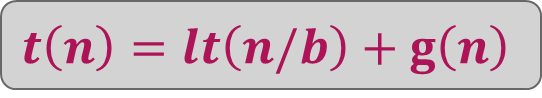 t(n) = lt(n/b) + g(n)